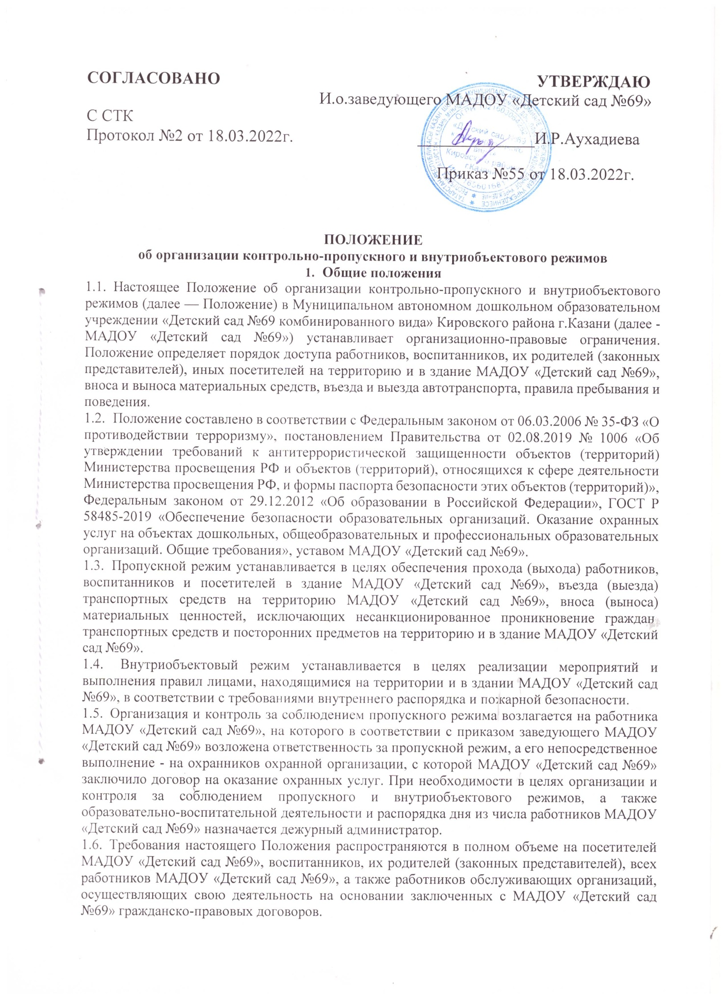 СОГЛАСОВАНО
УТВЕРЖДАЮ
И.о.заведующего МАДОУ «Детский сад №69»
С СТК
Протокол №2 от 18.03.2022г.
И.Р.Аухадиева
Приказ №55 от 18.03.2022г.
«Детский сад №69
Кировского района
г.Казани
ПОЛОЖЕНИЕ
об организации контрольно-пропускного и внутриобъектового режимов
1. Общие положения
1.1. Настоящее Положение об организации контрольно-пропускного и внутриобъектового
режимов (далее — Положение) в Муниципальном автономном дошкольном образовательном
учреждении «Детский сад №69 комбинированного вида» Кировского района г.Казани (далее -
МАДОУ «Детский сад №69») устанавливает организационно-правовые ограничения.
Положение определяет порядок доступа работников, воспитанников, их родителей (законных
представителей), иных посетителей на территорию и в здание МАДОУ «Детский сад №69»,
вноса и выноса материальных средств, въезда и выезда автотранспорта, правила пребывания и
поведения.
1.2. Положение составлено в соответствии с Федеральным законом от 06.03.2006 № 35-ФЗ «О
противодействии терроризму», постановлением Правительства от 02.08.2019 № 1006 «Об
утверждении требований к антитеррористической защищенности объектов (территорий)
Министерства просвещения РФ и объектов (территорий), относящихся к сфере деятельности
Министерства просвещения РФ, и формы паспорта безопасности этих объектов (территорий)»,
Федеральным законом от 29.12.2012 «Об образовании в Российской Федерации», ГОСТ Р
58485-2019 «Обеспечение безопасности образовательных организаций. Оказание охранных
услуг на объектах дошкольных, общеобразовательных и профессиональных образовательных
организаций. Общие требования», уставом МАДОУ «Детский сад №69».
1.3. Пропускной режим устанавливается в целях обеспечения прохода (выхода) работников,
воспитанников и посетителей в здание МАДОУ «Детский сад №69», въезда (выезда)
транспортных средств на территорию МАДОУ «Детский сад №69», вноса (выноса)
материальных ценностей, исключающих несанкционированное проникновение граждан
транспортных средств и посторонних предметов на территорию и в здание МАДОУ «Детский
сад №69».
1.4. Внутриобъектовый режим устанавливается в целях реализации мероприятий и
выполнения правил лицами, находящимися на территории и в здании МАДОУ «Детский сад
№69», в соответствии с требованиями внутреннего распорядка и пожарной безопасности.
1.5. Организация и контроль за соблюдением пропускного режима возлагается на работника
МАДОУ «Детский сад №69», на которого в соответствии с приказом заведующего МАДОУ
«Детский сад №69» возложена ответственность за пропускной режим, а его непосредственное
выполнение - на охранников охранной организации, с которой МАДОУ «Детский сад №69»
заключило договор на оказание охранных услуг. При необходимости в целях организации и
контроля за соблюдением пропускного и внутриобъектового режимов, а также
образовательно-воспитательной деятельности и распорядка дня из числа работников МАДОУ
«Детский сад №69» назначается дежурный администратор.
1.6. Требования настоящего Положения распространяются в полном объеме на посетителей
МАДОУ «Детский сад №69», воспитанников, их родителей (законных представителей), всех
работников МАДОУ «Детский сад №69», а также работников обслуживающих организаций,
осуществляющих свою деятельность на основании заключенных с МАДОУ «Детский сад
№69» гражданско-правовых договоров.